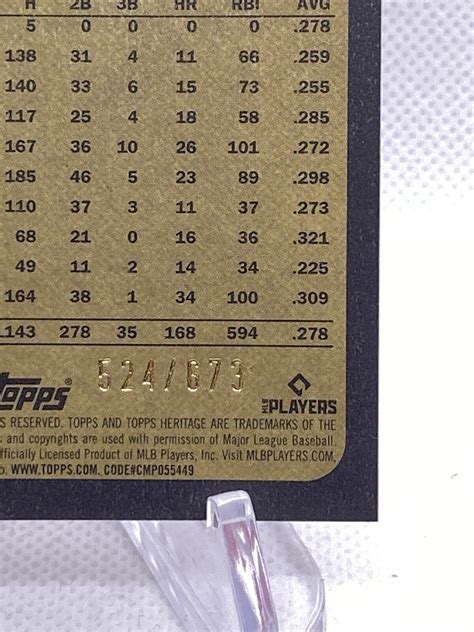 H 2B 3B HR RBI AVG
5 0 0 0 0 .278
138 31 4 11 66 .259
140 33 6 15 73 .255
117 25 4 18 58 .285
167 36 10 26 101 .272
185 46 5 23 89 .298
110 37 3 11 37 .273
68 21 0 16 36 .321
49 11 2 14 34 .225
164 38 1 34 100 .309
1143 278 35 168 594 .278
524/673
TOPPS
MLB PLAYERS
S RESERVED. TOPPS AND TOPPS HERITAGE ARE TRADEMARKS OF THE
and copyrights are used with permission of Major League Baseball.
Officially Licensed Product of MLB Players, Inc. Visit MLBPLAYERS.COM,
WWW.TOPPS.COM. CODE#CMP055449